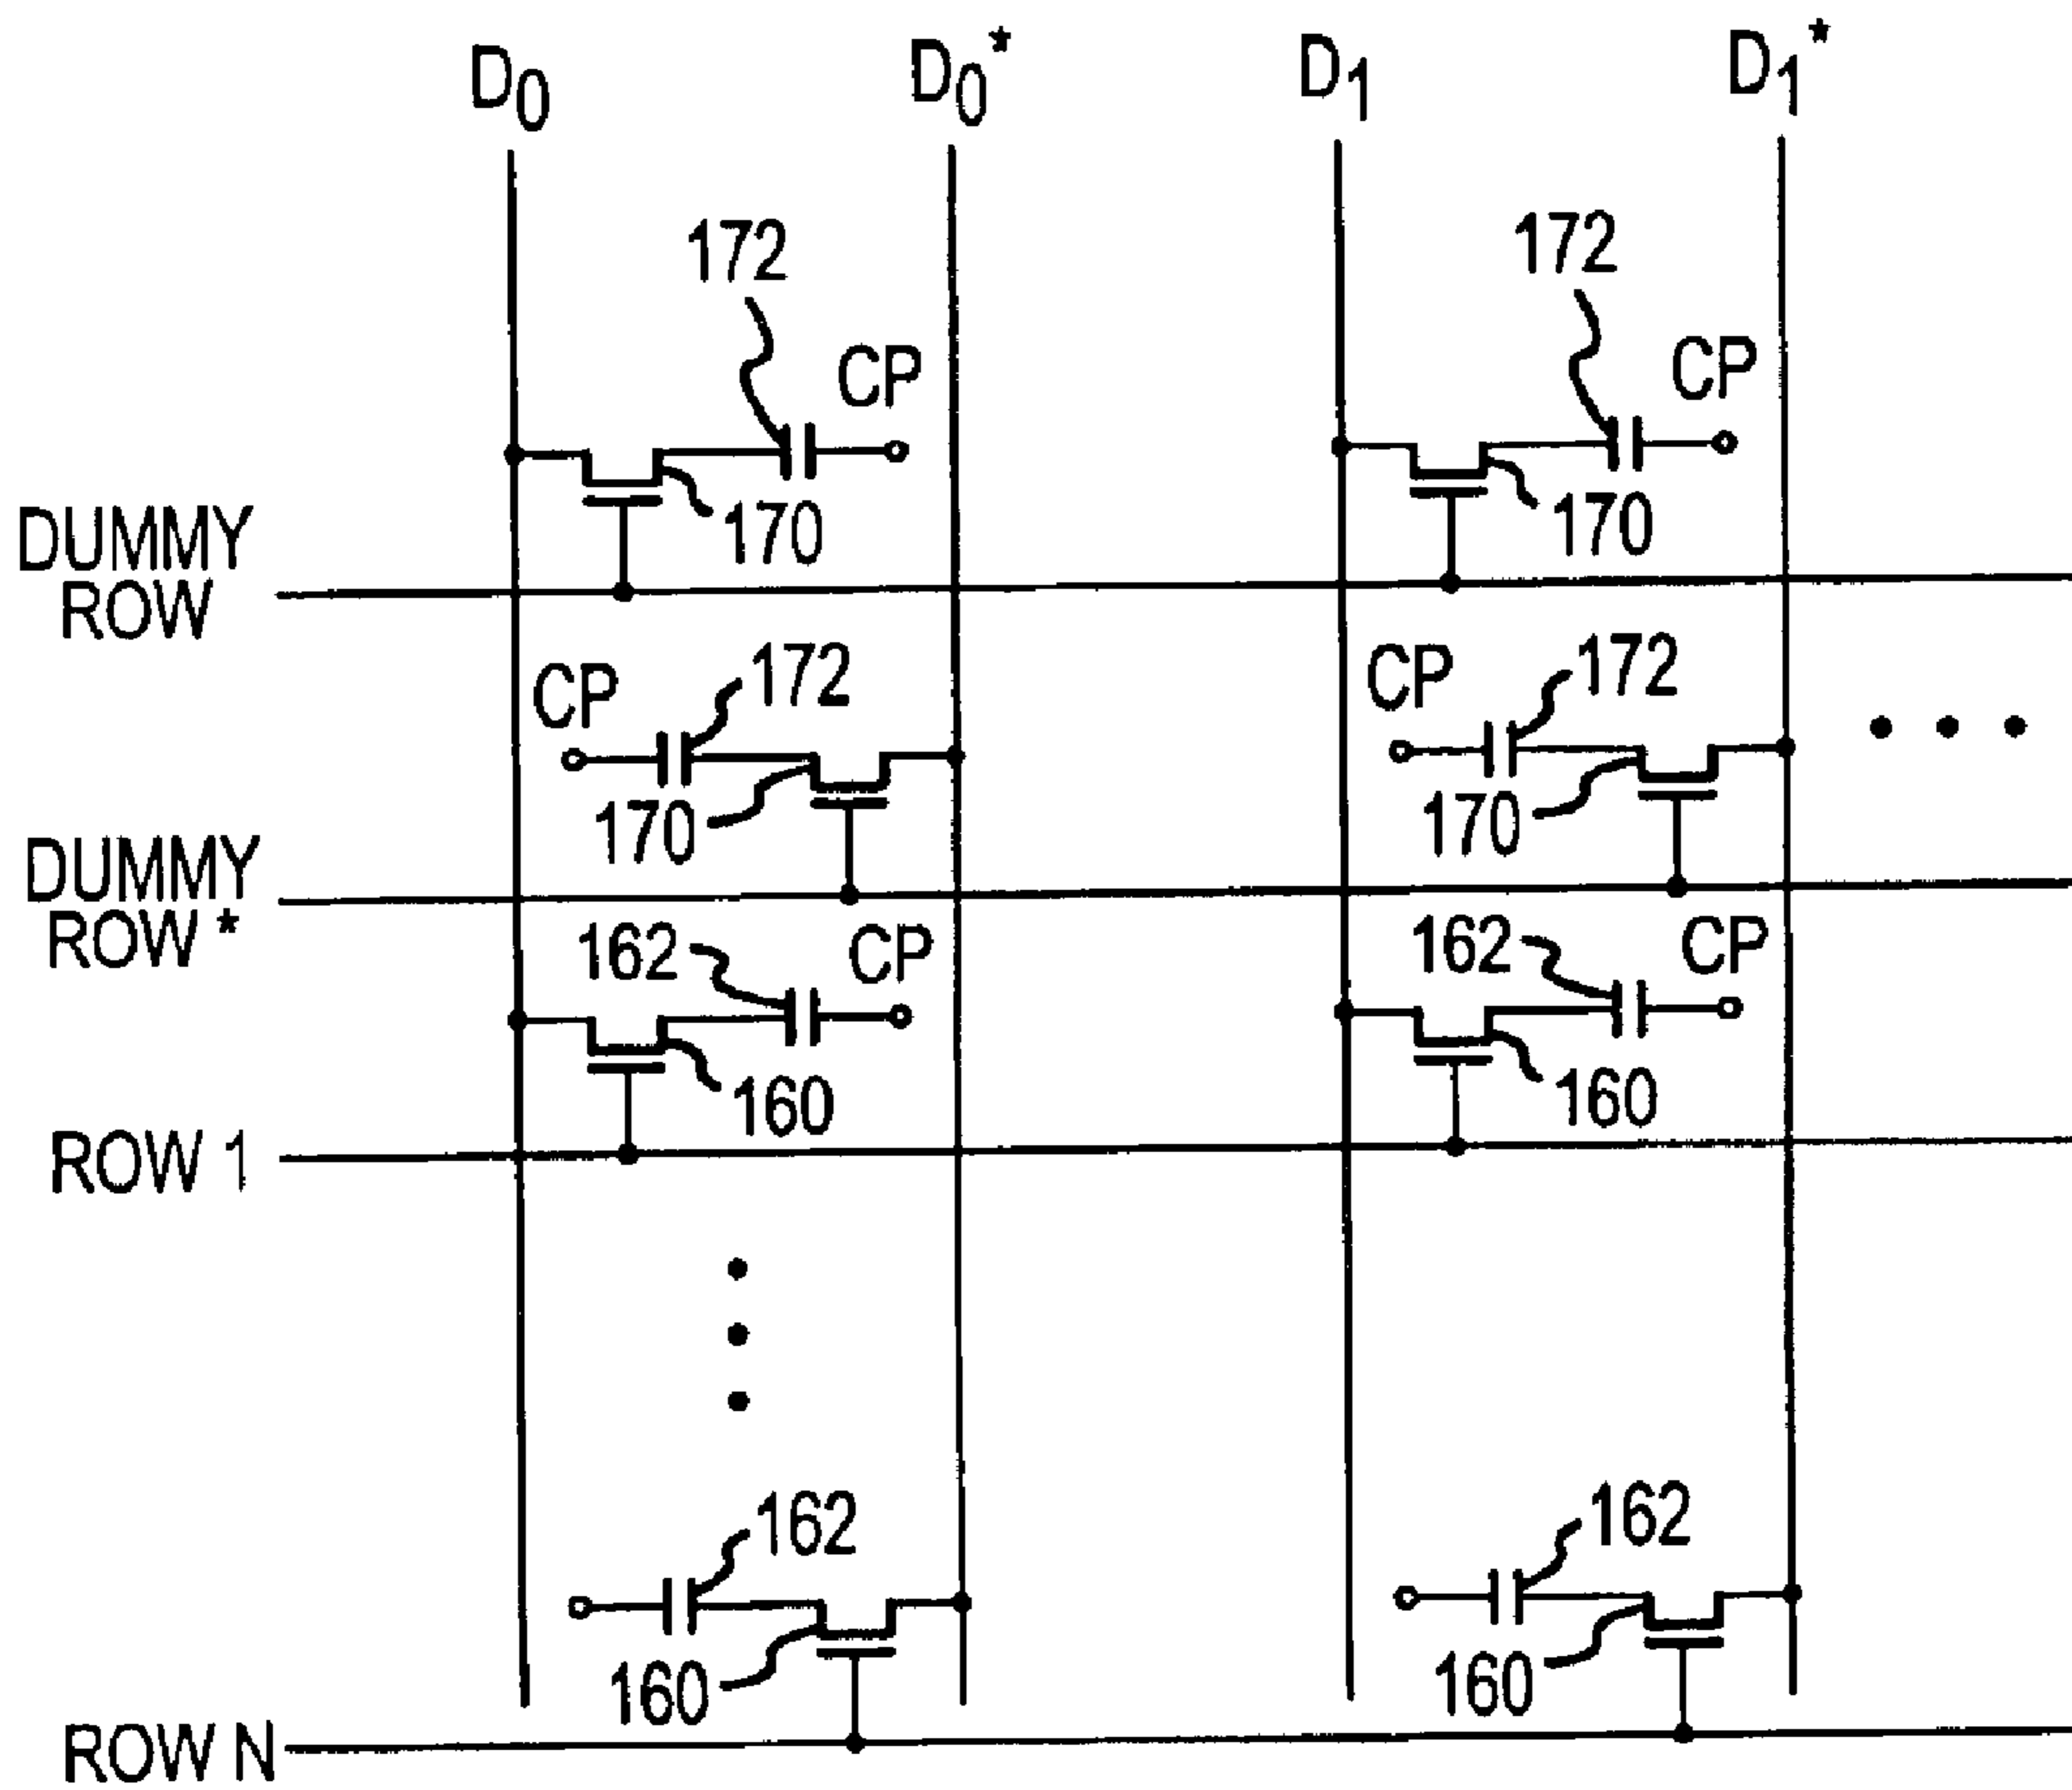 D0 D0* D1 D1*
172 172
CP CP
170 170
DUMMY
ROW
CP 172 CP 172
170 170
DUMMY
ROW *
162 CP 162 CP
160 160
ROW 1
162 162
160 160
ROW N